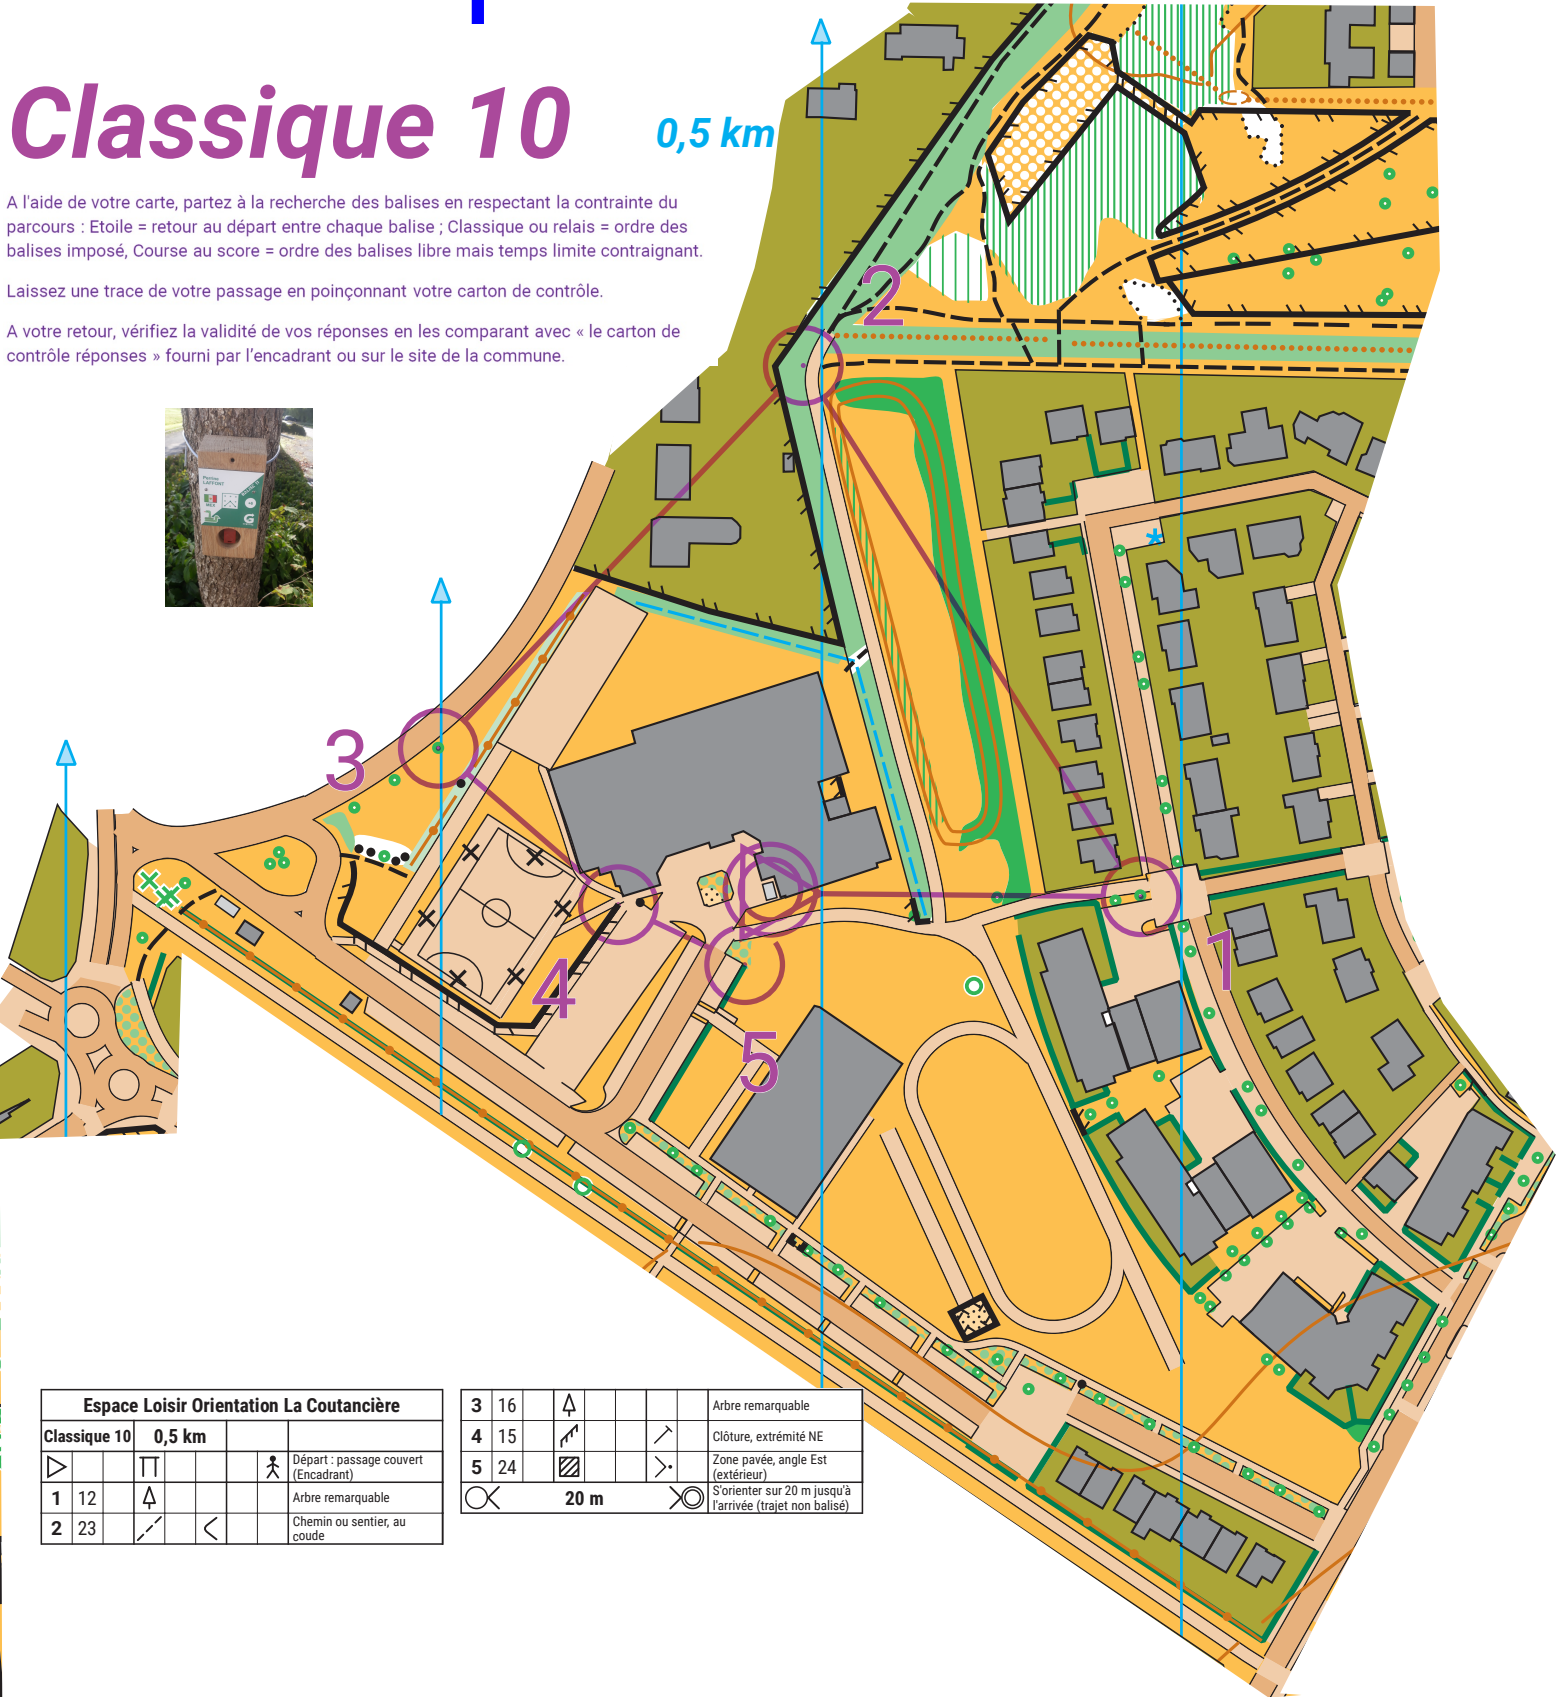 Classique 10
0,5 km
A l'aide de votre carte, partez à la recherche des balises en respectant la contrainte du
parcours : Etoile = retour au départ entre chaque balise ; Classique ou relais = ordre des
balises imposé, Course au score = ordre des balises libre mais temps limite contraignant.
Laissez une trace de votre passage en poinçonnant votre carton de contrôle.
A votre retour, vérifiez la validité de vos réponses en les comparant avec « le carton de
contrôle réponses » fourni par l'encadrant ou sur le site de la commune.
2
3
1
4
5
Espace Loisir Orientation La Coutancière
Classique 10 0,5 km
Départ : passage couvert
(Encadrant)
1 12 Arbre remarquable
2 23 Chemin ou sentier, au
coude
3 16 Arbre remarquable
4 15 Clôture, extrémité NE
5 24 Zone pavée, angle Est
(extérieur)
20 m S'orienter sur 20 m jusqu'à
l'arrivée (trajet non balisé)